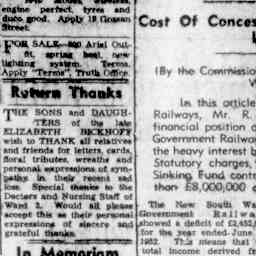 engine perfect, tyres and
duco good. Apply 18 Gossan
Street.
FOR SALE—500 Ariel Out-
fit, spring heel, new
lighting system. Terms.
Apply "Terms", Truth Office.
Return Thanks
THE SONS and DAUGH-
TERS of the late
ELIZABETH BICKNOFF
wish to THANK all relatives
and friends for letters, cards,
floral tributes, wreaths and
personal expressions of sym-
pathy in their recent sad
loss. Special thanks to the
Doctors and Nursing Staff of
Ward 2. Would all please
accept this as their personal
expressions of sincere and
grateful thanks.
In Memoriam
Cost Of Conces
(By the Commissio
In this article
Railways, Mr. R.
financial position o
Government Railwa
the heavy interest b
Statutory charges,
Sinking Fund contr
than £8,000,000
The New South Wa
Government Railwa
showed a deficit of
for the year ended June
1952. This means that
total income derived fr